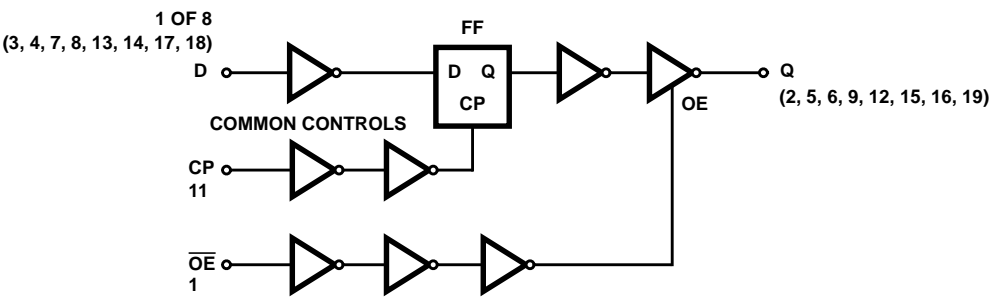 1 OF 8
(3, 4, 7, 8, 13, 14, 17, 18)
FF
D
D Q
CP
Q
OE
(2, 5, 6, 9, 12, 15, 16, 19)
COMMON CONTROLS
CP
11
OE
1